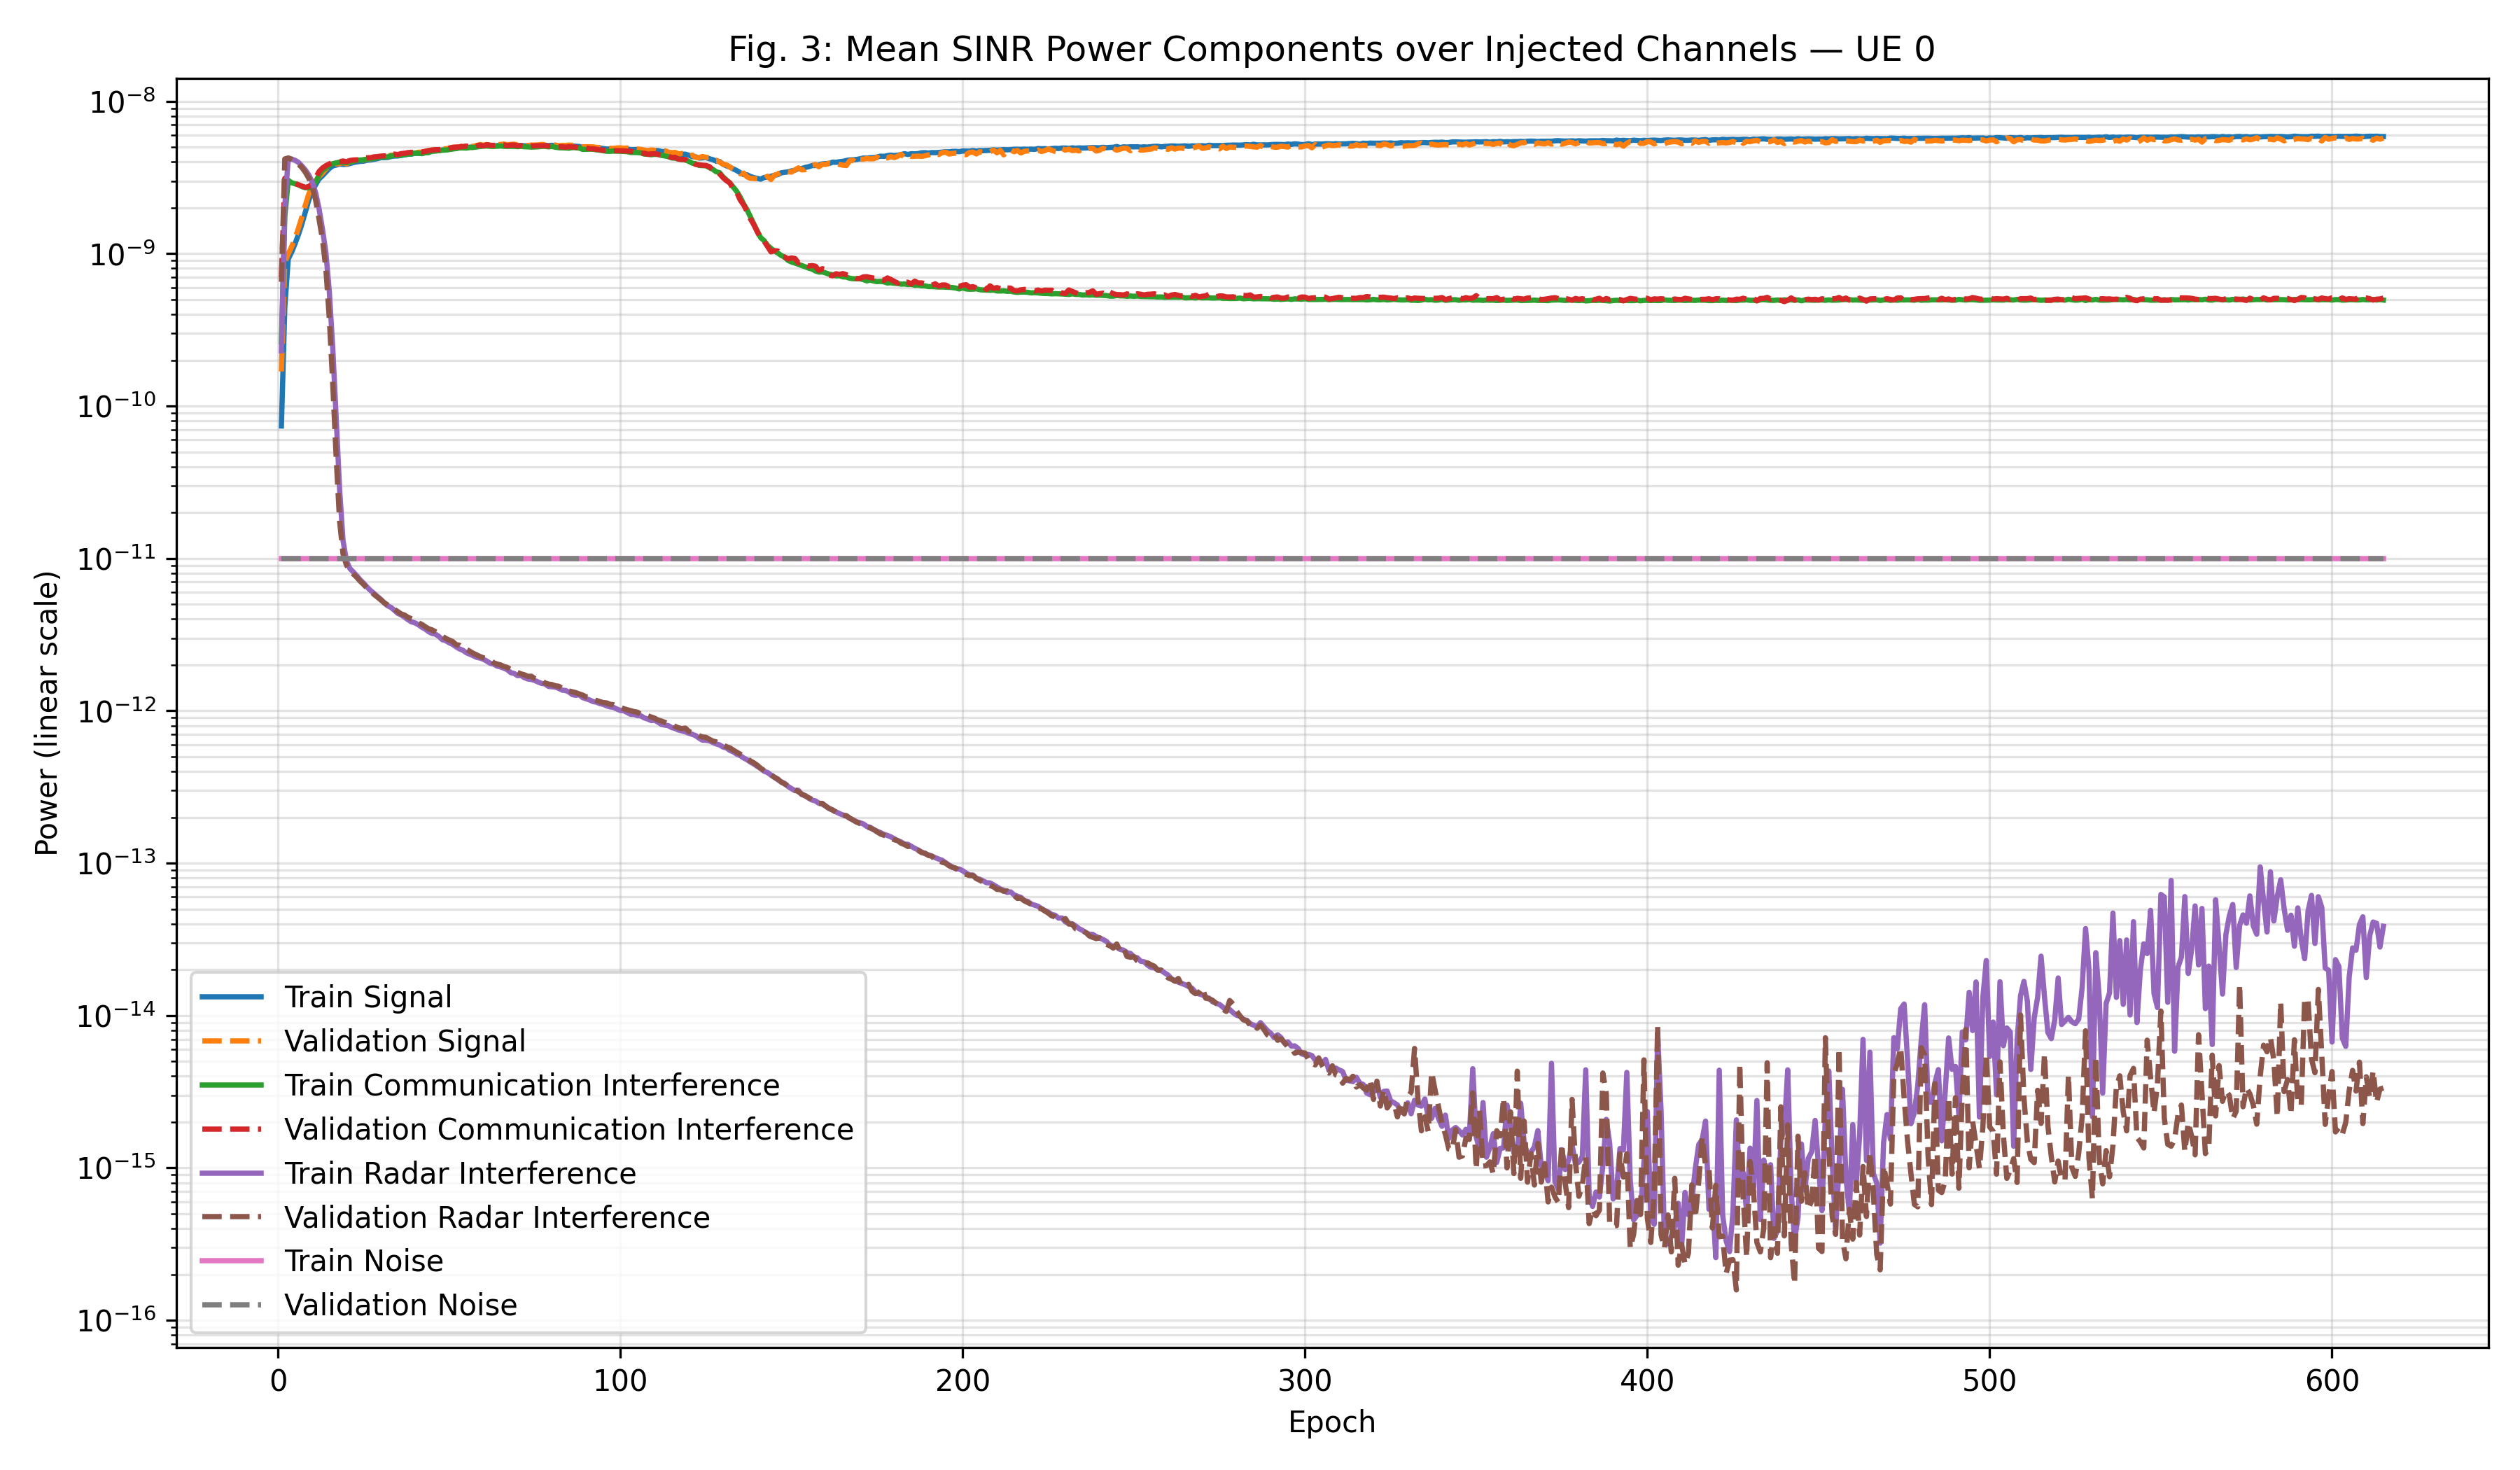 Fig. 3: Mean SINR Power Components over Injected Channels — UE 0
Power (linear scale)
10⁻⁸
10⁻⁹
10⁻¹⁰
10⁻¹¹
10⁻¹²
10⁻¹³
10⁻¹⁴
10⁻¹⁵
10⁻¹⁶
Train Signal
Validation Signal
Train Communication Interference
Validation Communication Interference
Train Radar Interference
Validation Radar Interference
Train Noise
Validation Noise
0 100 200 300 400 500 600
Epoch